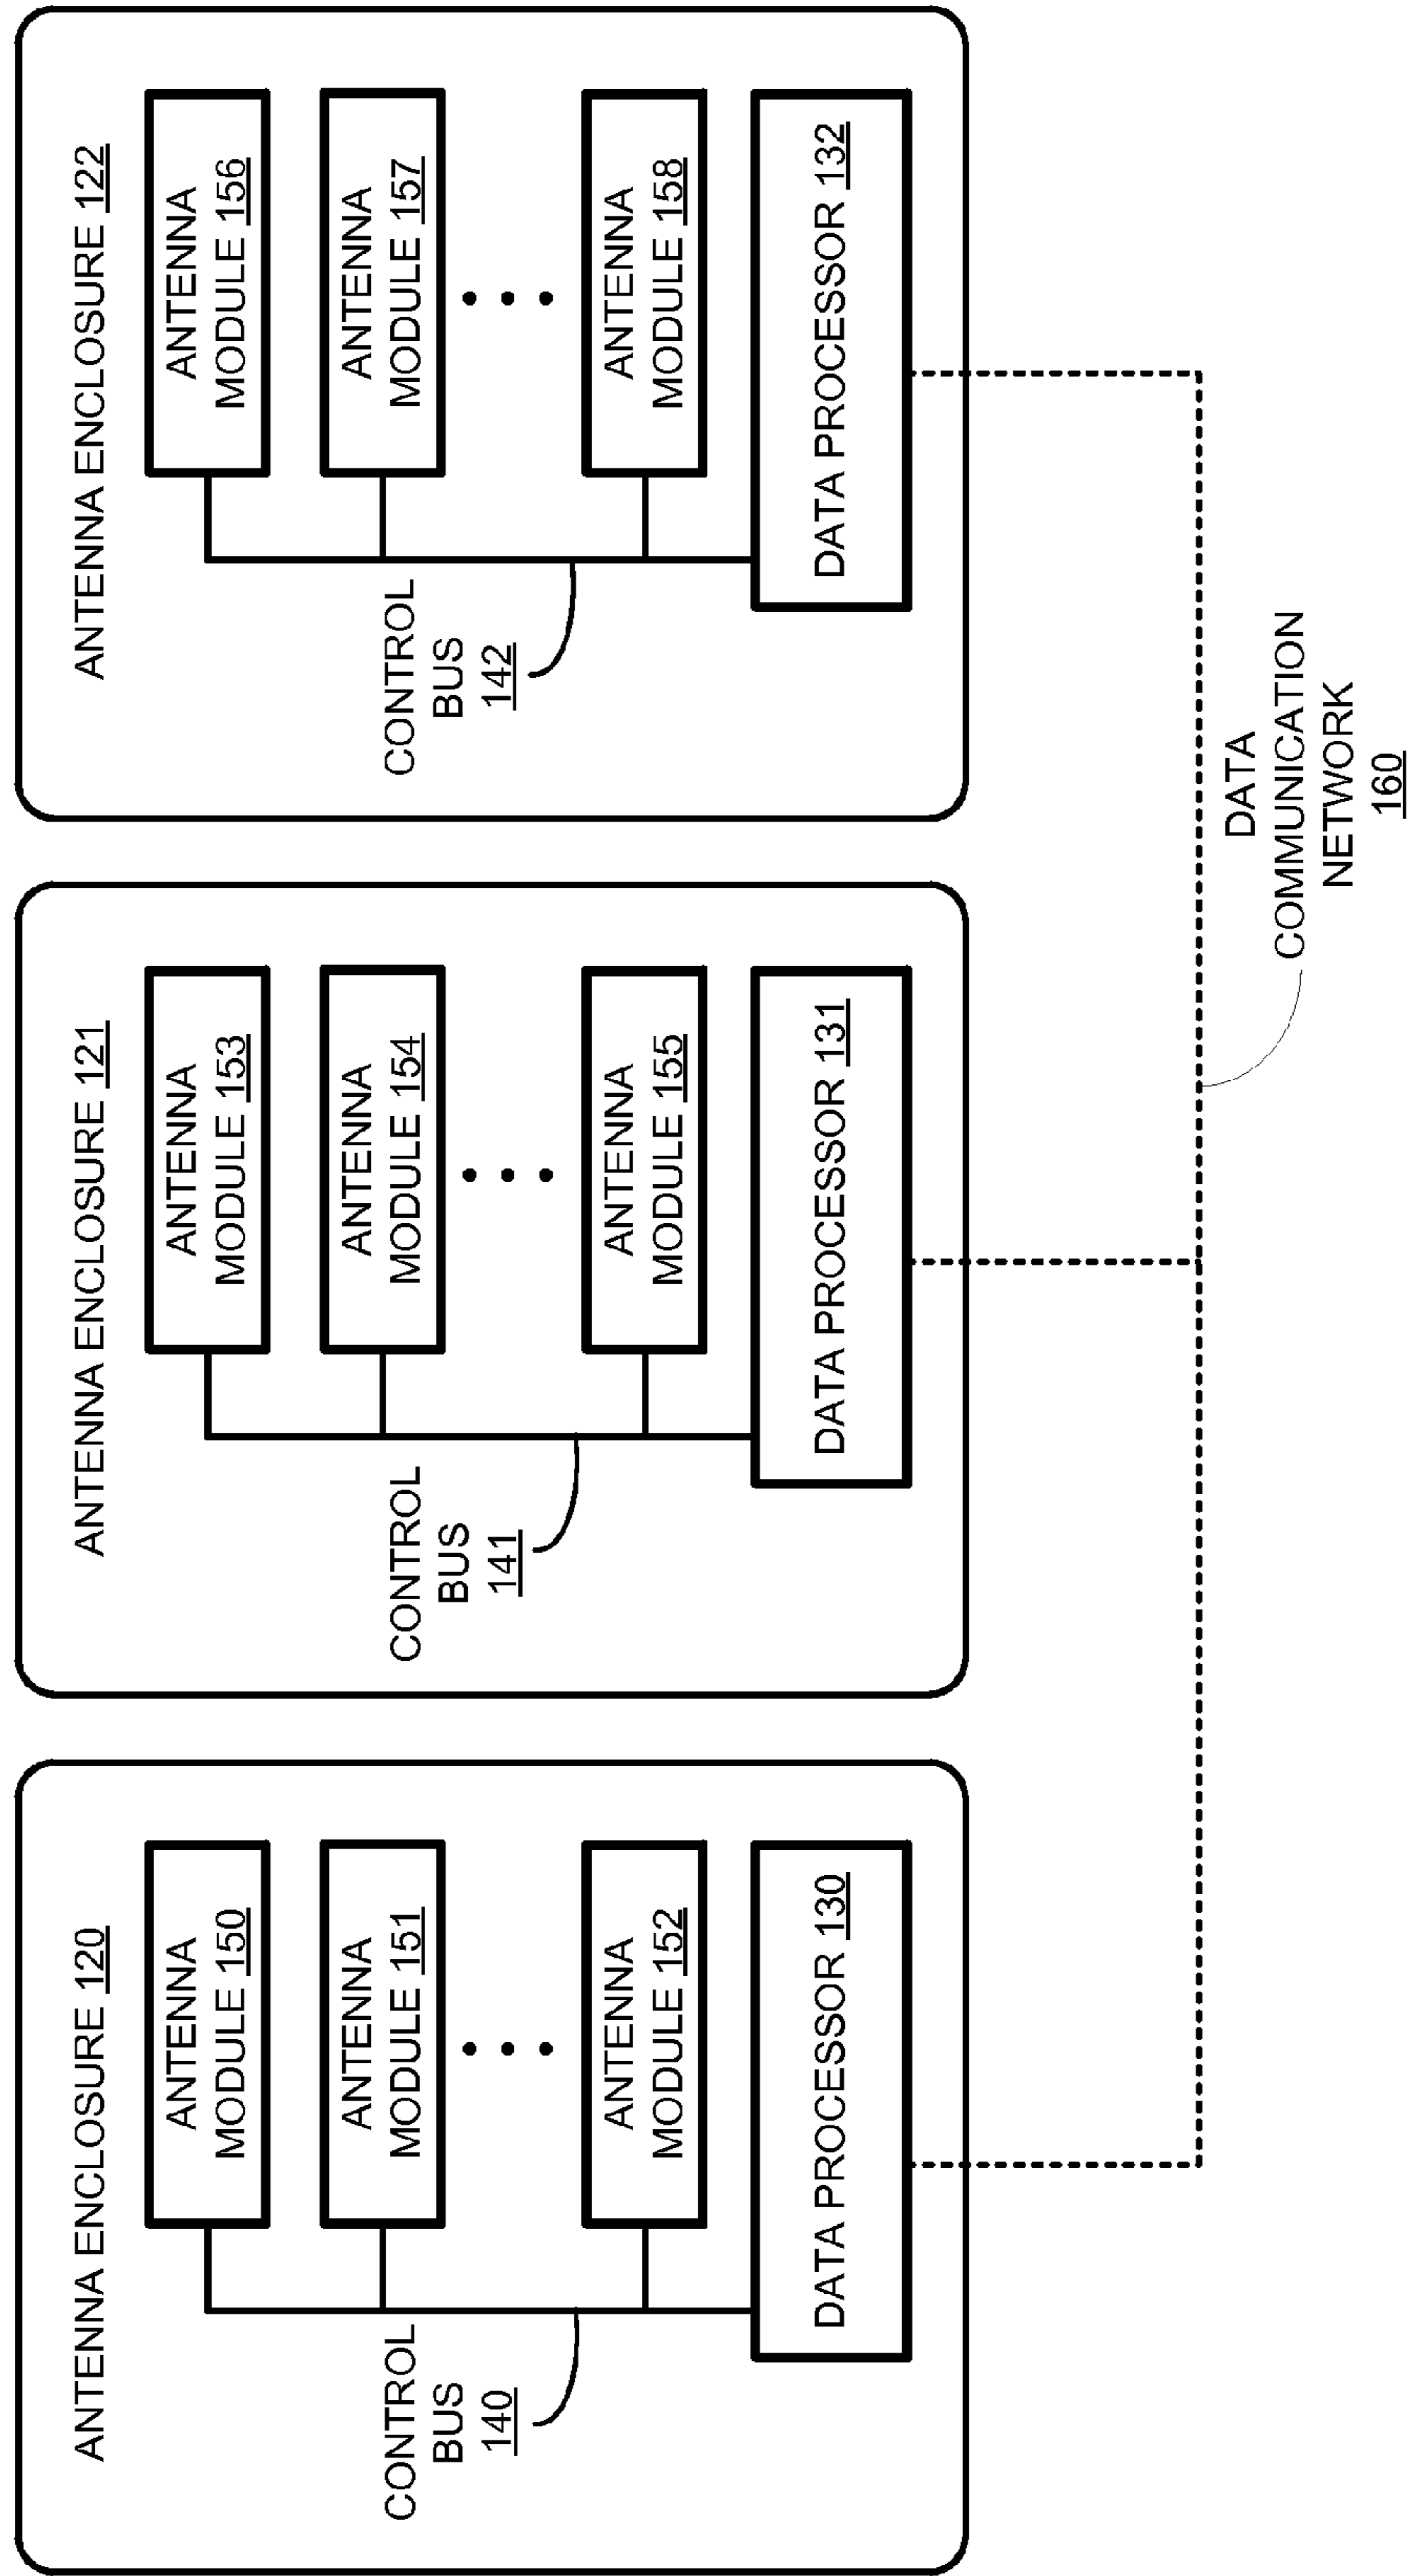 ANTENNA ENCLOSURE 120
ANTENNA
MODULE 150
ANTENNA
MODULE 151
ANTENNA
MODULE 152
CONTROL
BUS
140
DATA PROCESSOR 130
ANTENNA ENCLOSURE 121
ANTENNA
MODULE 153
ANTENNA
MODULE 154
ANTENNA
MODULE 155
CONTROL
BUS
141
DATA PROCESSOR 131
ANTENNA ENCLOSURE 122
ANTENNA
MODULE 156
ANTENNA
MODULE 157
ANTENNA
MODULE 158
CONTROL
BUS
142
DATA PROCESSOR 132
DATA
COMMUNICATION
NETWORK
160